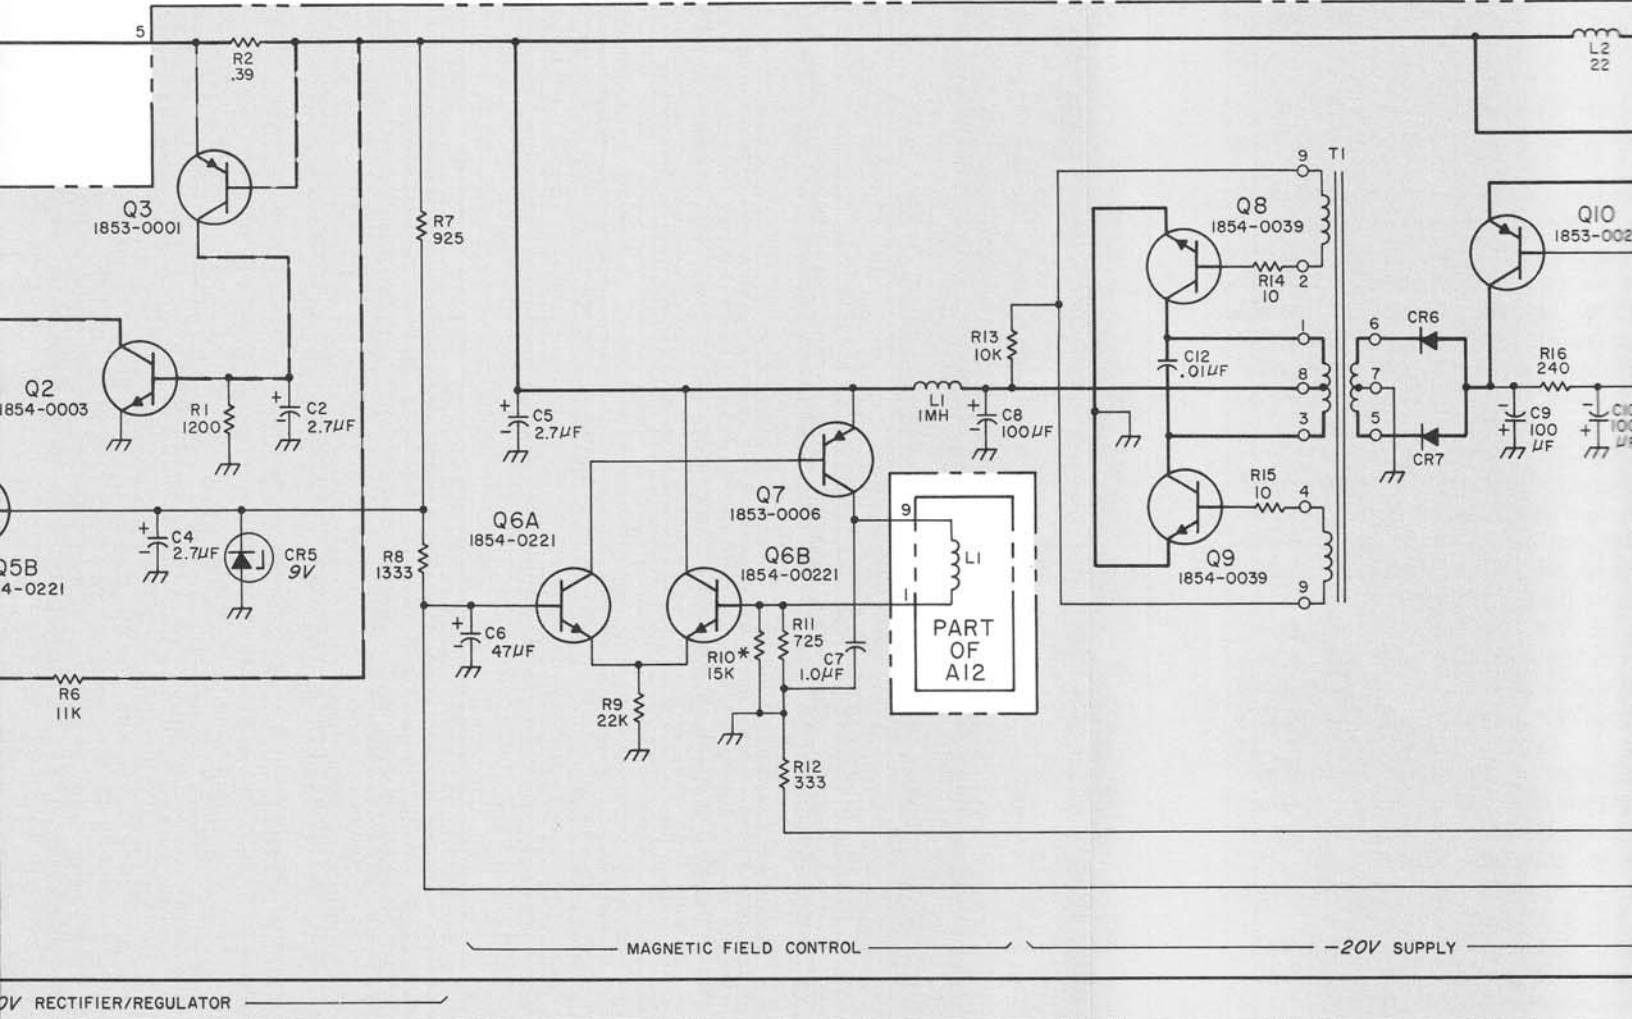 5
R2
.39
L2
22
9
T1
Q3
1853-0001
R7
925
Q8
1854-0039
R14
10
2
Q10
Q2
1854-0003
R1
1200
+
-
C2
2.7µF
+
-
C5
2.7µF
R13
10K
L1
1MH
+
-
C8
100µF
1
C12
.01µF
8
3
6
CR6
7
5
CR7
R16
240
-
+
C9
100
µF
-
+
Q7
1853-0006
R15
10
4
Q9
1854-0039
9
Q5B
4-0221
+
-
C4
2.7µF
CR5
9V
R8
1333
Q6A
1854-0221
Q6B
1854-00221
9
L1
1
PART
OF
A12
+
-
C6
47µF
R10*
15K
R11
725
C7
1.0µF
R9
22K
R12
333
R6
11K
MAGNETIC FIELD CONTROL
-20V SUPPLY
0V RECTIFIER/REGULATOR